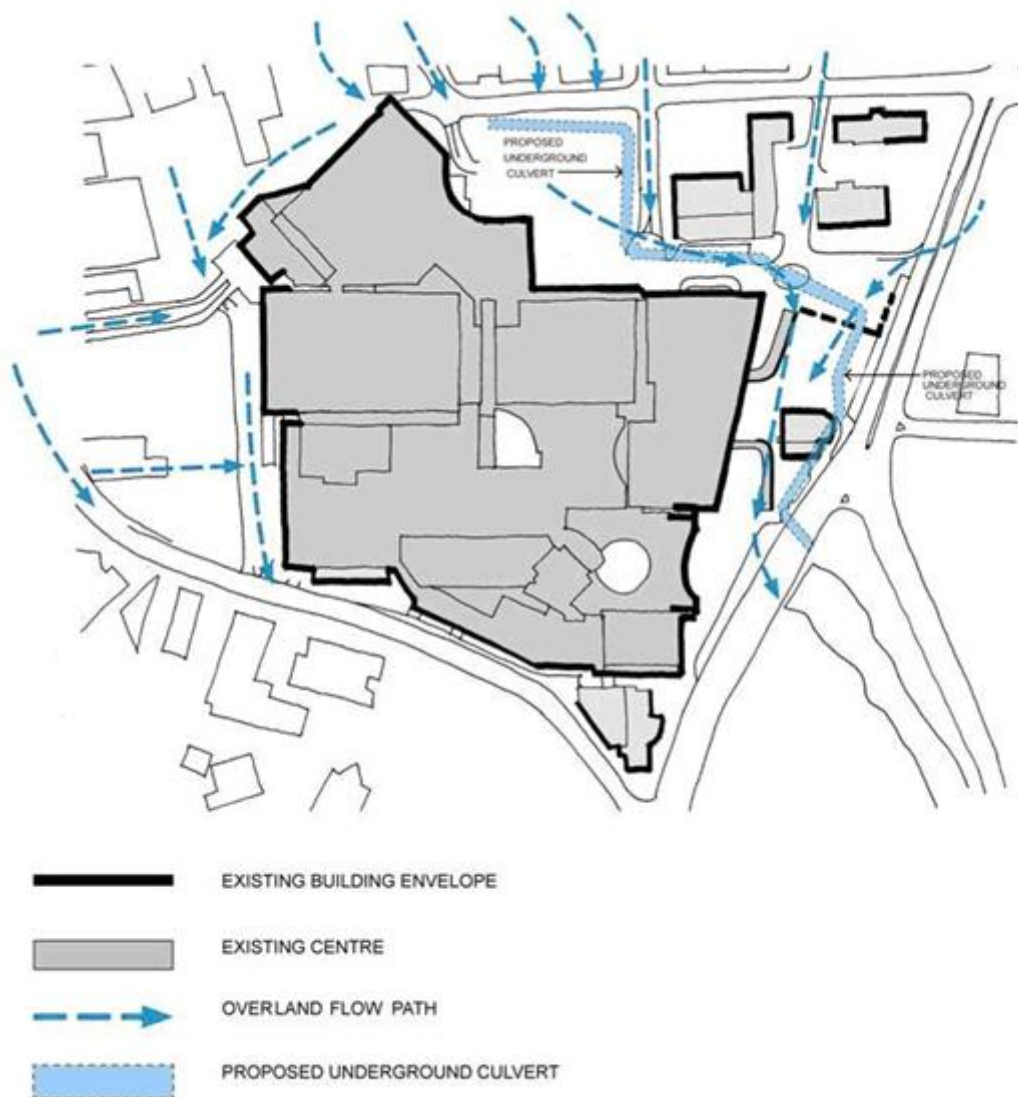 PROPOSED
UNDERGROUND
CULVERT
PROPOSED
UNDERGROUND
CULVERT
EXISTING BUILDING ENVELOPE
EXISTING CENTRE
OVERLAND FLOW PATH
PROPOSED UNDERGROUND CULVERT